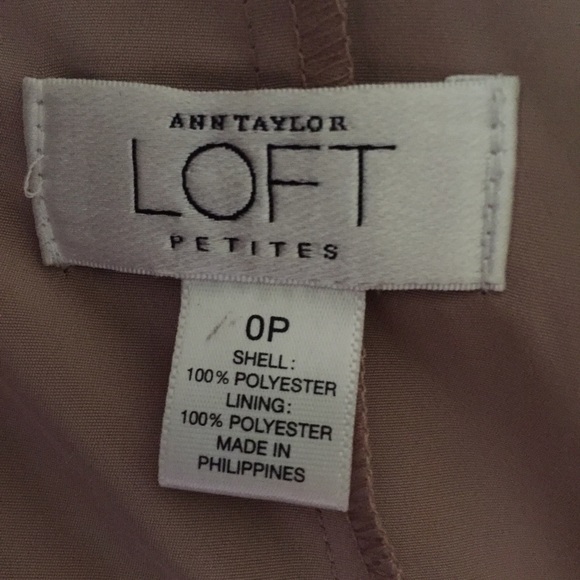 ANN TAYLOR
LOFT
PETITES
0P
SHELL:
100% POLYESTER
LINING:
100% POLYESTER
MADE IN
PHILIPPINES